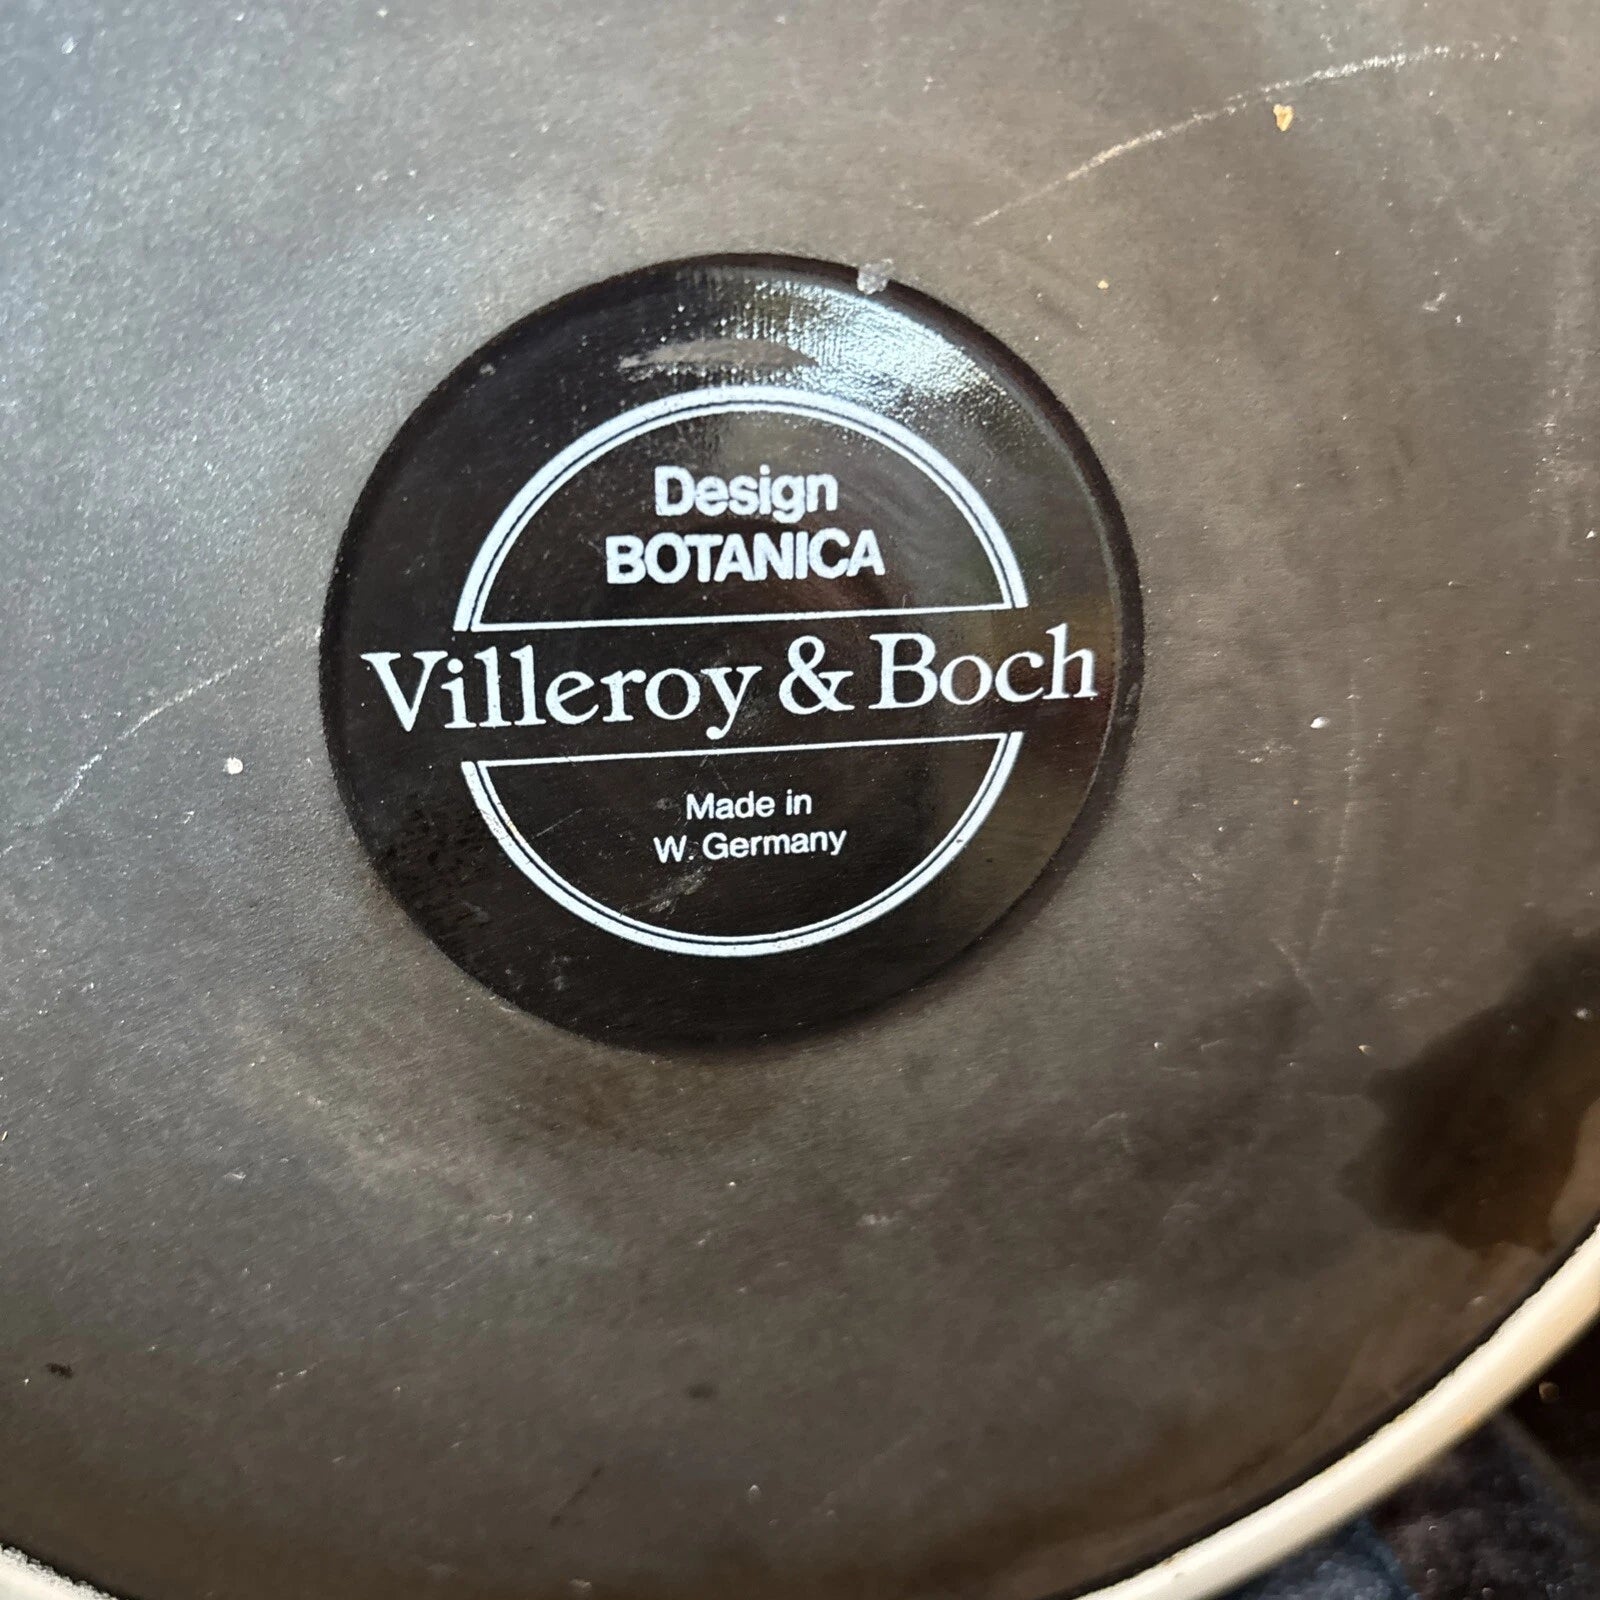 Design
BOTANICA
Villeroy & Boch
Made in
W. Germany